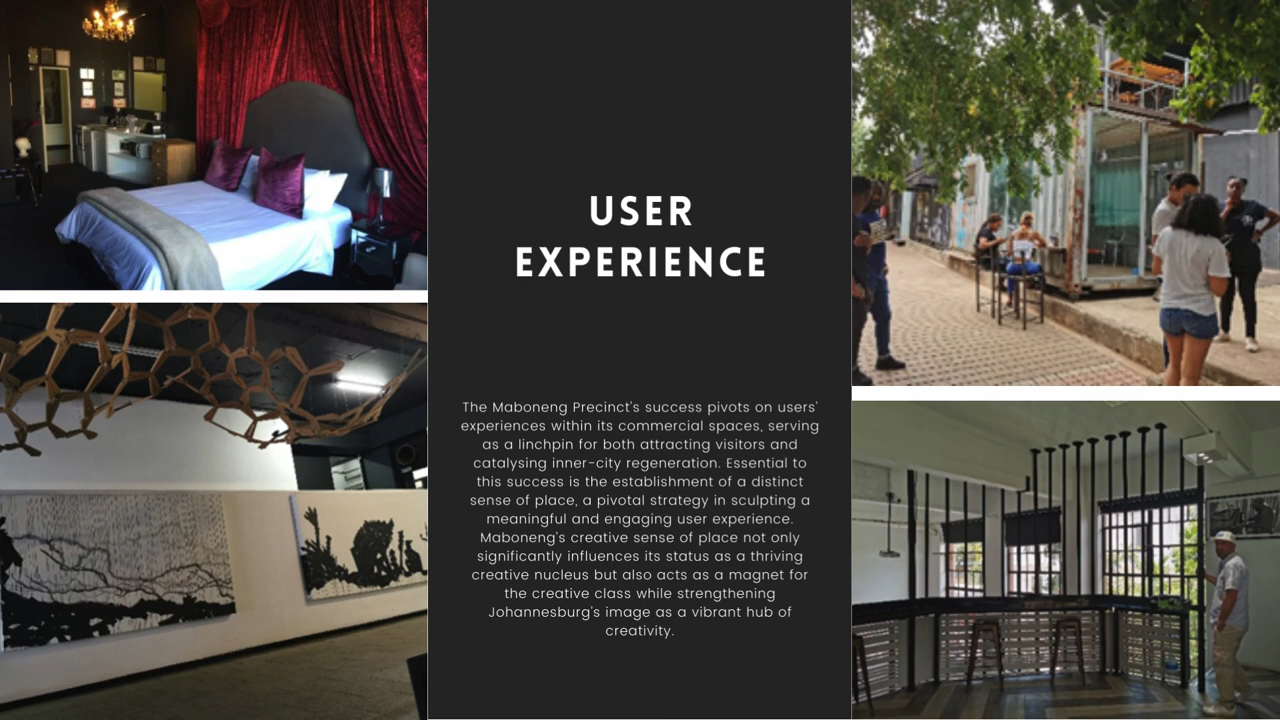 USER
EXPERIENCE
The Maboneng Precinct's success pivots on users'
experiences within its commercial spaces, serving
as a linchpin for both attracting visitors and
catalysing inner-city regeneration. Essential to
this success is the establishment of a distinct
sense of place, a pivotal strategy in sculpting a
meaningful and engaging user experience.
Maboneng's creative sense of place not only
significantly influences its status as a thriving
creative nucleus but also acts as a magnet for
the creative class while strengthening
Johannesburg's image as a vibrant hub of
creativity.